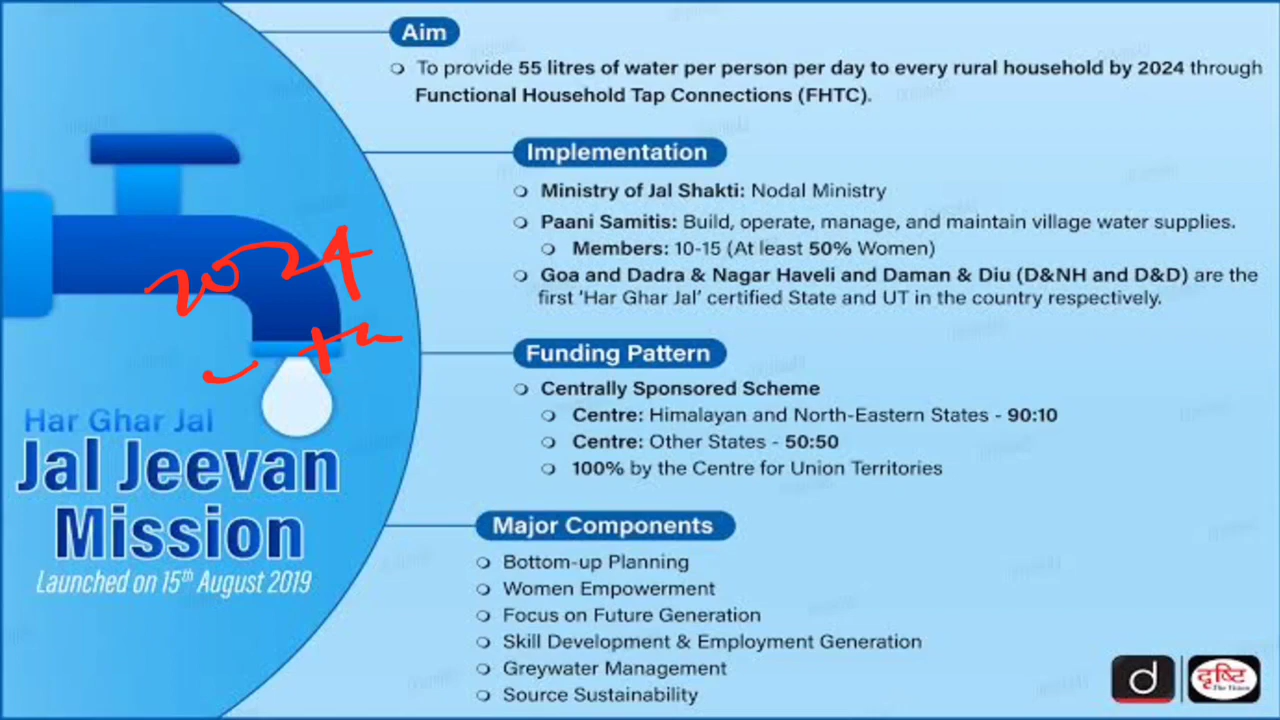 Aim
To provide 55 litres of water per person per day to every rural household by 2024 through
Functional Household Tap Connections (FHTC).
Implementation
Ministry of Jal Shakti: Nodal Ministry
Paani Samitis: Build, operate, manage, and maintain village water supplies.
Members: 10-15 (At least 50% Women)
Goa and Dadra & Nagar Haveli and Daman & Diu (D&NH and D&D) are the
first 'Har Ghar Jal' certified State and UT in the country respectively.
2024
Funding Pattern
Centrally Sponsored Scheme
Centre: Himalayan and North-Eastern States - 90:10
Centre: Other States - 50:50
100% by the Centre for Union Territories
Har Ghar Jal
Jal Jeevan
Mission
Launched on 15th August 2019
Major Components
Bottom-up Planning
Women Empowerment
Focus on Future Generation
Skill Development & Employment Generation
Greywater Management
Source Sustainability
d
दृष्टि
The Vision